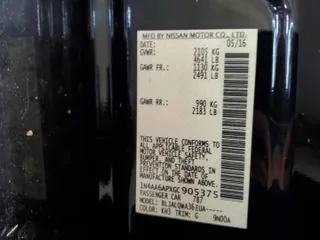 MFD BY NISSAN MOTOR CO., LTD.
DATE: 05/16
GVWR: 2105 KG
4641 LB
GAWR FR.: 1130 KG
2491 LB
GAWR RR.: 990 KG
2183 LB
THIS VEHICLE CONFORMS TO
ALL APPLICABLE FEDERAL
MOTOR VEHICLE SAFETY,
BUMPER, AND THEFT
PREVENTION STANDARDS
IN EFFECT ON THE DATE OF
MANUFACTURE SHOWN ABOVE.
1N4AA6APXGC905375
PASSENGER CAR 787
MODEL: BL3ALQWA36EUA-----
COLOR: KH3 TRIM: G 9N00A